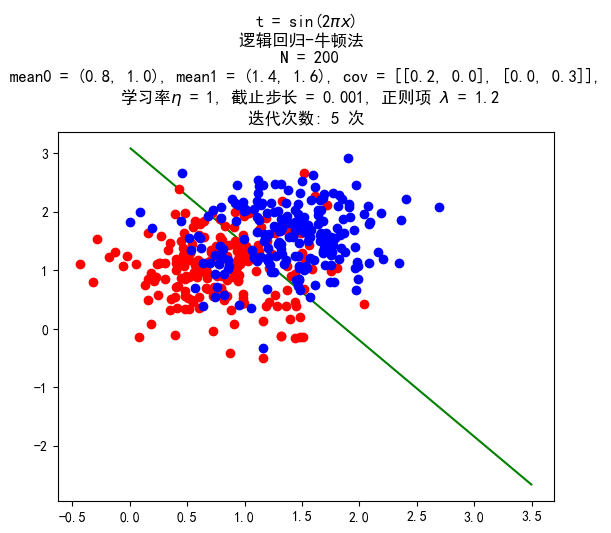 t = sin(2πx)
逻辑回归-牛顿法
N = 200
mean0 = (0.8, 1.0), mean1 = (1.4, 1.6), cov = [[0.2, 0.0], [0.0, 0.3]],
学习率η = 1, 截止步长 = 0.001, 正则项 λ = 1.2
迭代次数: 5 次
3
2
1
0
−1
−2
−0.5 0.0 0.5 1.0 1.5 2.0 2.5 3.0 3.5